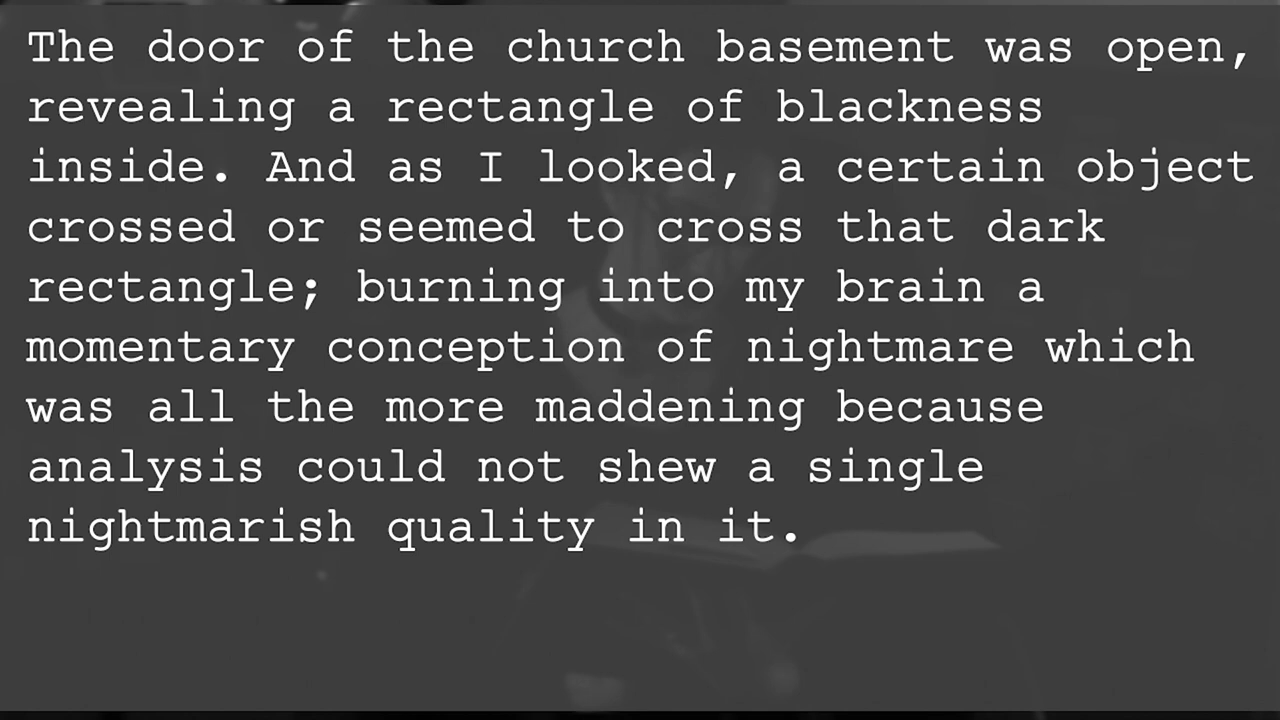 The door of the church basement was open,
revealing a rectangle of blackness
inside. And as I looked, a certain object
crossed or seemed to cross that dark
rectangle; burning into my brain a
momentary conception of nightmare which
was all the more maddening because
analysis could not shew a single
nightmarish quality in it.